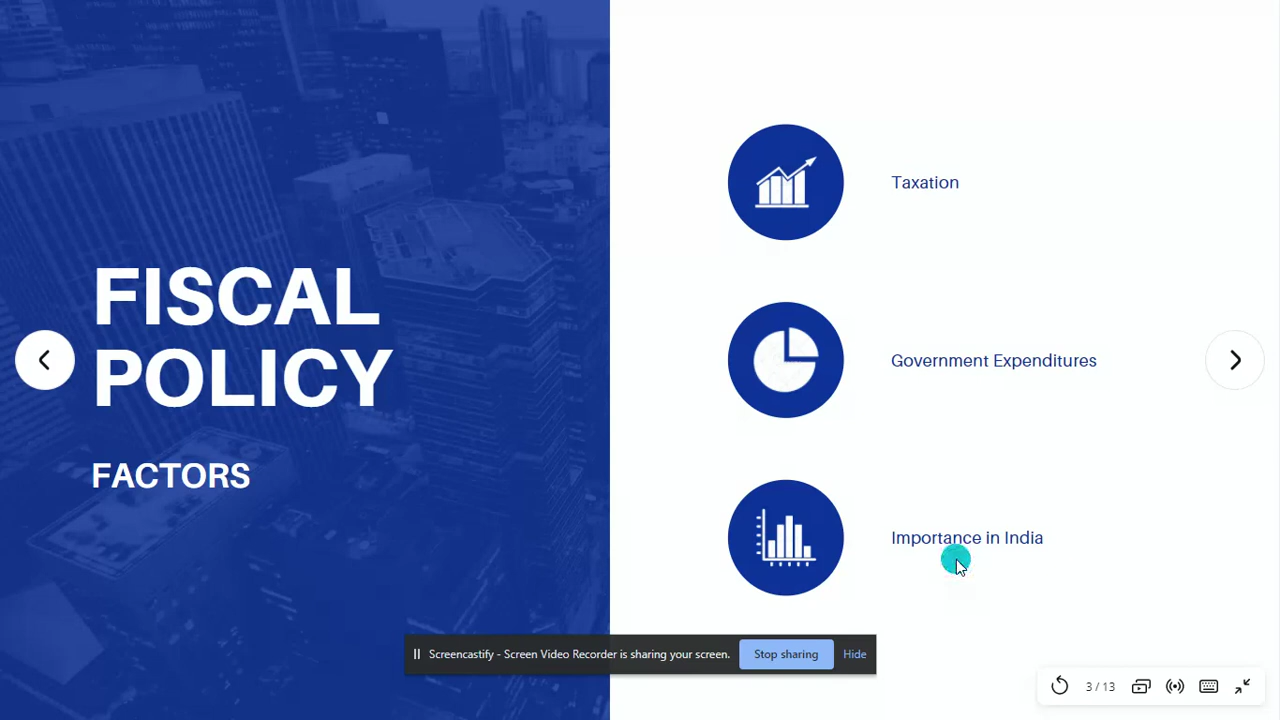 FISCAL
POLICY
FACTORS
Taxation
Government Expenditures
Importance in India
Screencastify - Screen Video Recorder is sharing your screen.
Stop sharing
Hide
3 / 13